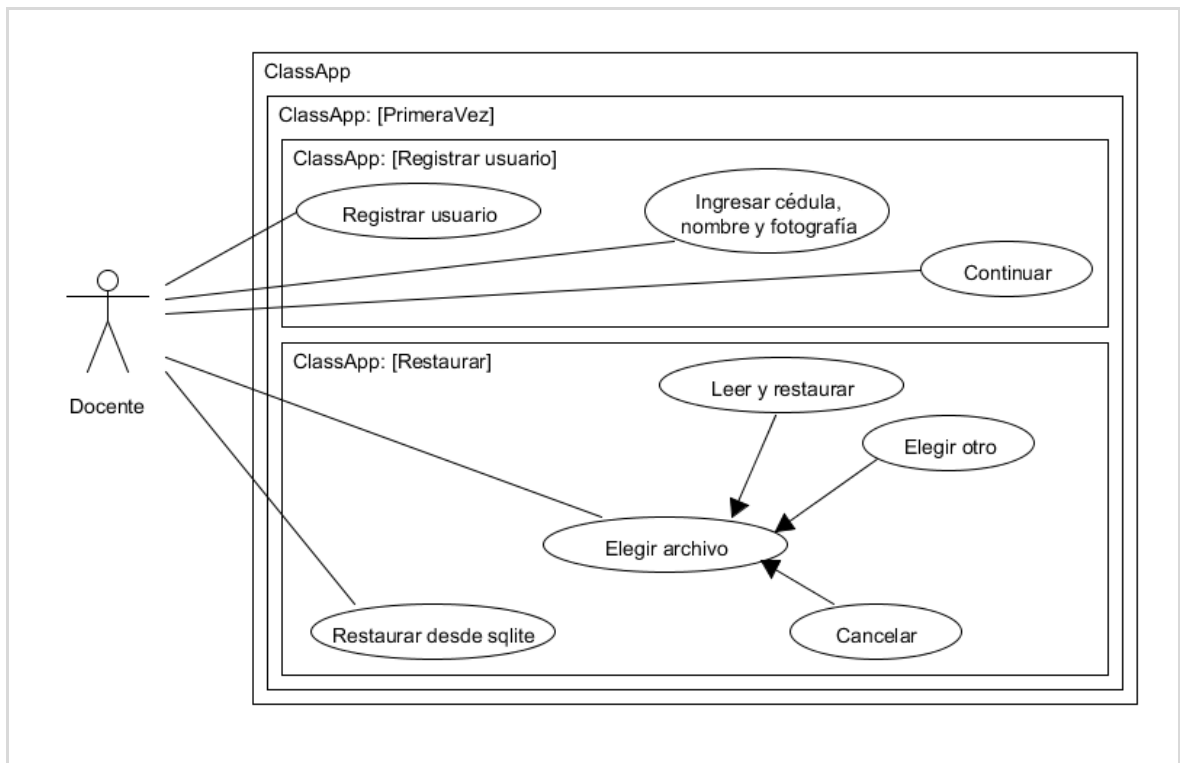 ClassApp
ClassApp: [PrimeraVez]
ClassApp: [Registrar usuario]
Registrar usuario
Ingresar cédula,
nombre y fotografía
Continuar
Docente
ClassApp: [Restaurar]
Leer y restaurar
Elegir otro
Elegir archivo
Restaurar desde sqlite
Cancelar